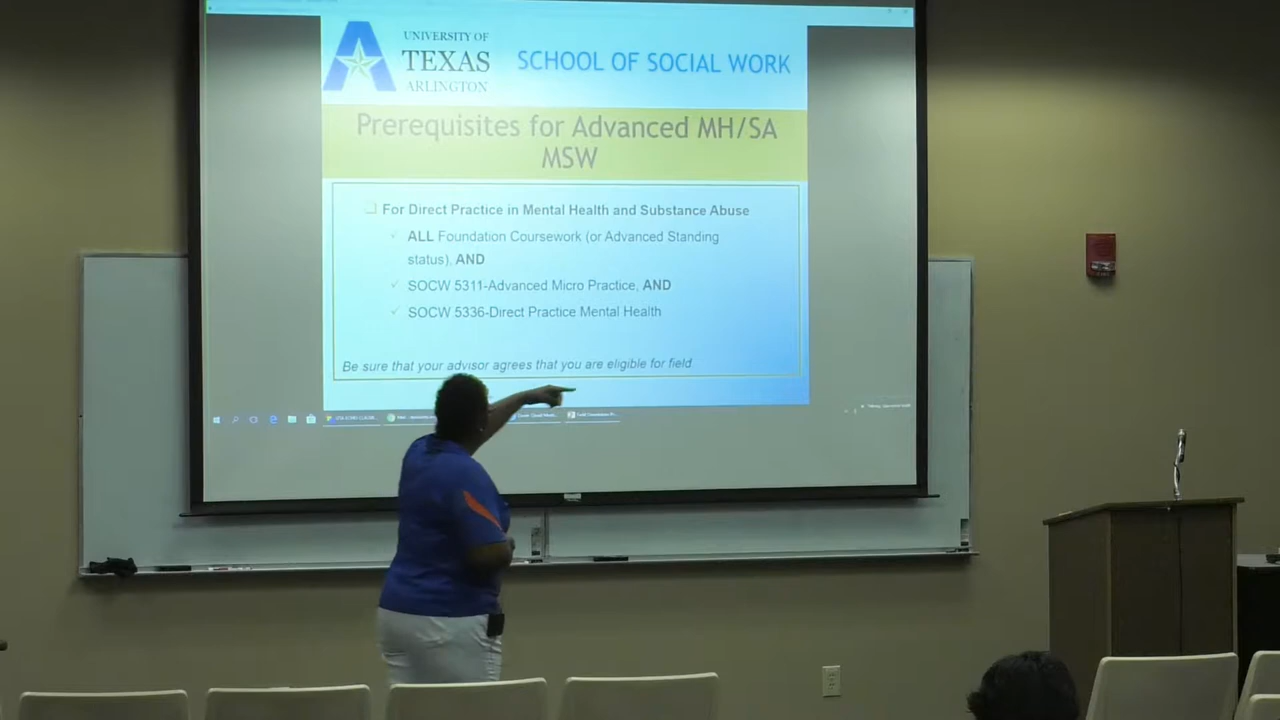 UNIVERSITY OF
TEXAS
ARLINGTON
SCHOOL OF SOCIAL WORK
Prerequisites for Advanced MH/SA
MSW
For Direct Practice in Mental Health and Substance Abuse
ALL Foundation Coursework (or Advanced Standing
status), AND
SOCW 5311-Advanced Micro Practice, AND
SOCW 5336-Direct Practice Mental Health
Be sure that your advisor agrees that you are eligible for field